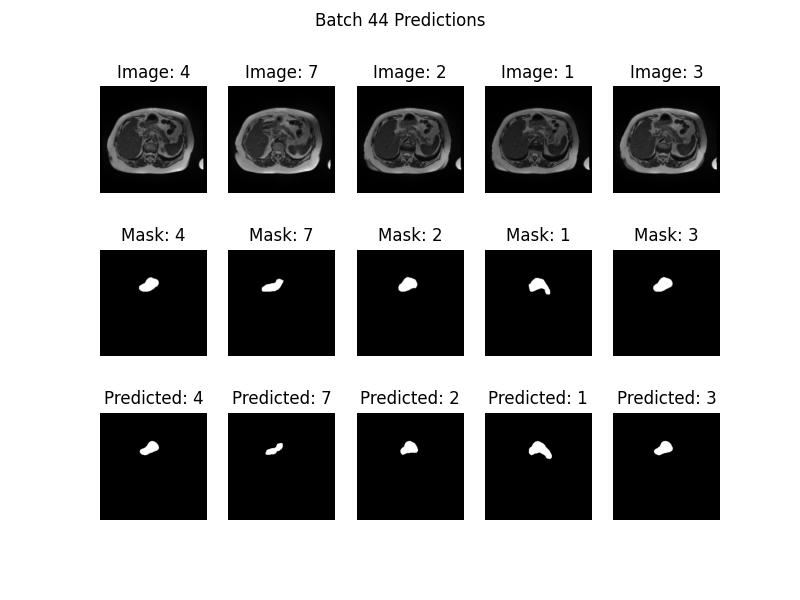 Batch 44 Predictions
Image: 4 Image: 7 Image: 2 Image: 1 Image: 3
Mask: 4 Mask: 7 Mask: 2 Mask: 1 Mask: 3
Predicted: 4 Predicted: 7 Predicted: 2 Predicted: 1 Predicted: 3